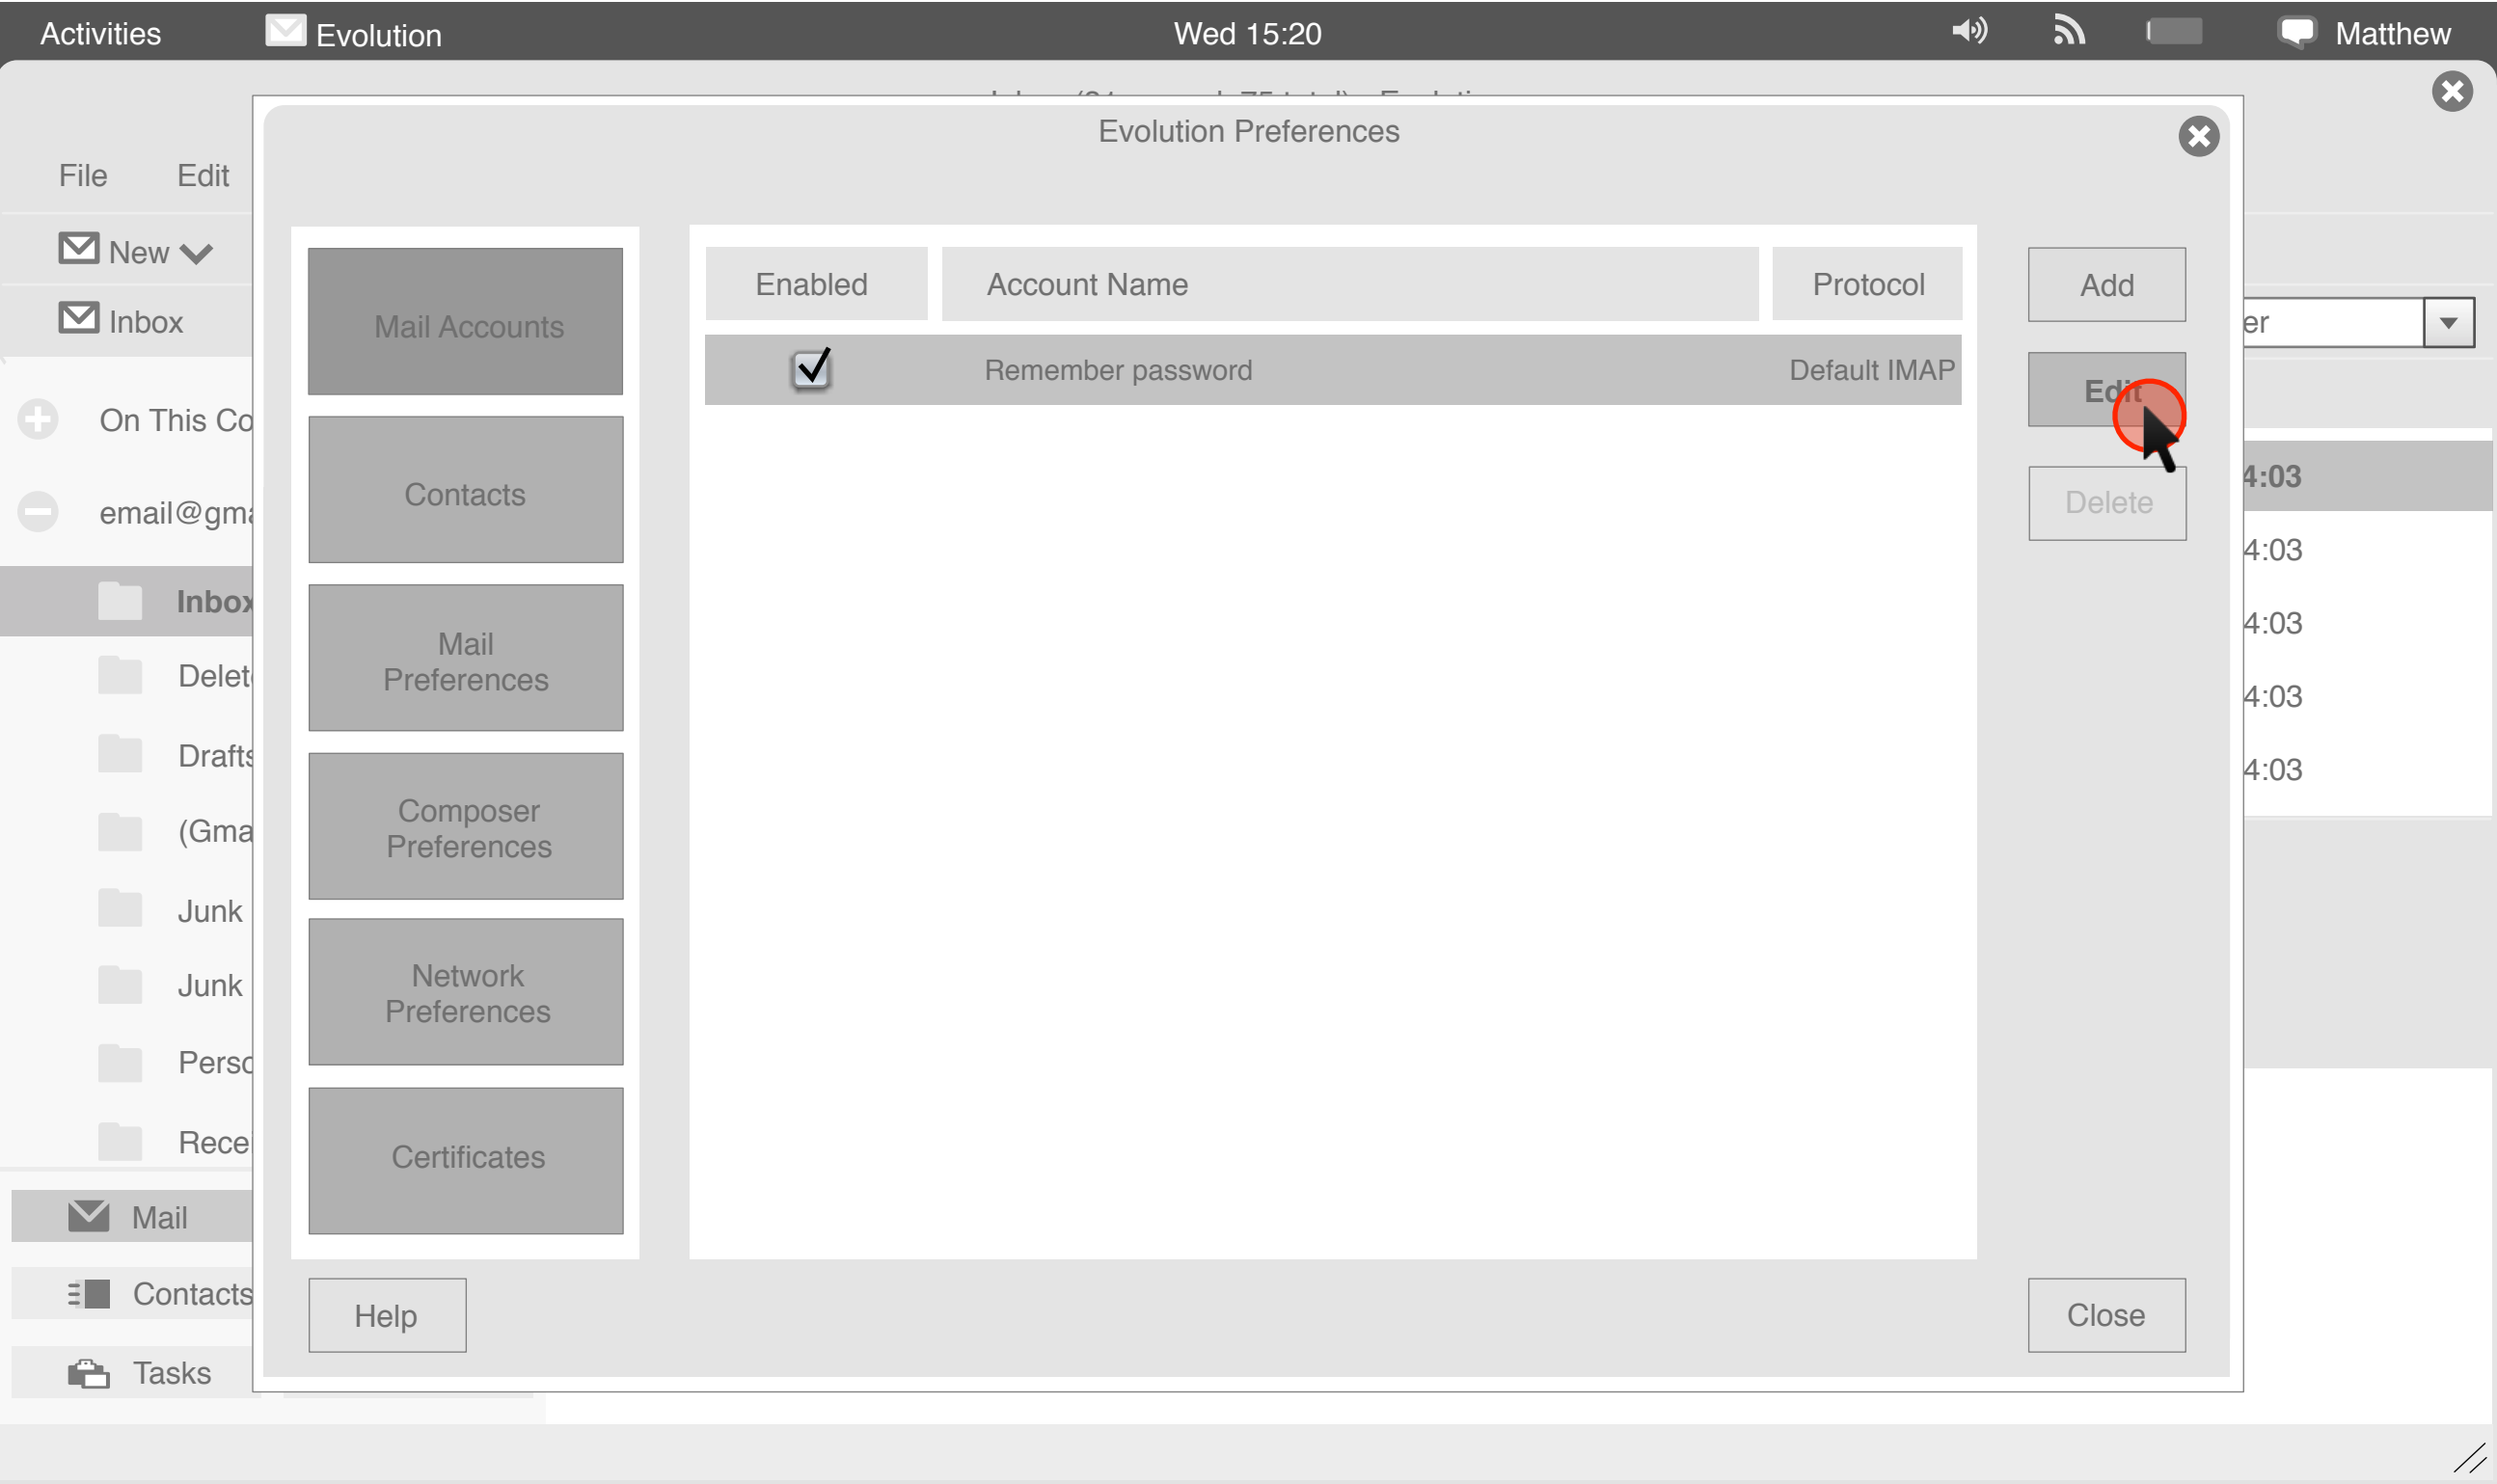 Activities
Evolution
Wed 15:20
Matthew
Evolution Preferences
File
Edit
New
Inbox
On This Co
email@gma
Inbox
Delet
Drafts
(Gma
Junk
Junk
Perso
Recei
Mail
Contacts
Tasks
Mail Accounts
Contacts
Mail
Preferences
Composer
Preferences
Network
Preferences
Certificates
Help
Enabled
Account Name
Protocol
Remember password
Default IMAP
Add
Edit
Delete
Close
er
4:03
4:03
4:03
4:03
4:03